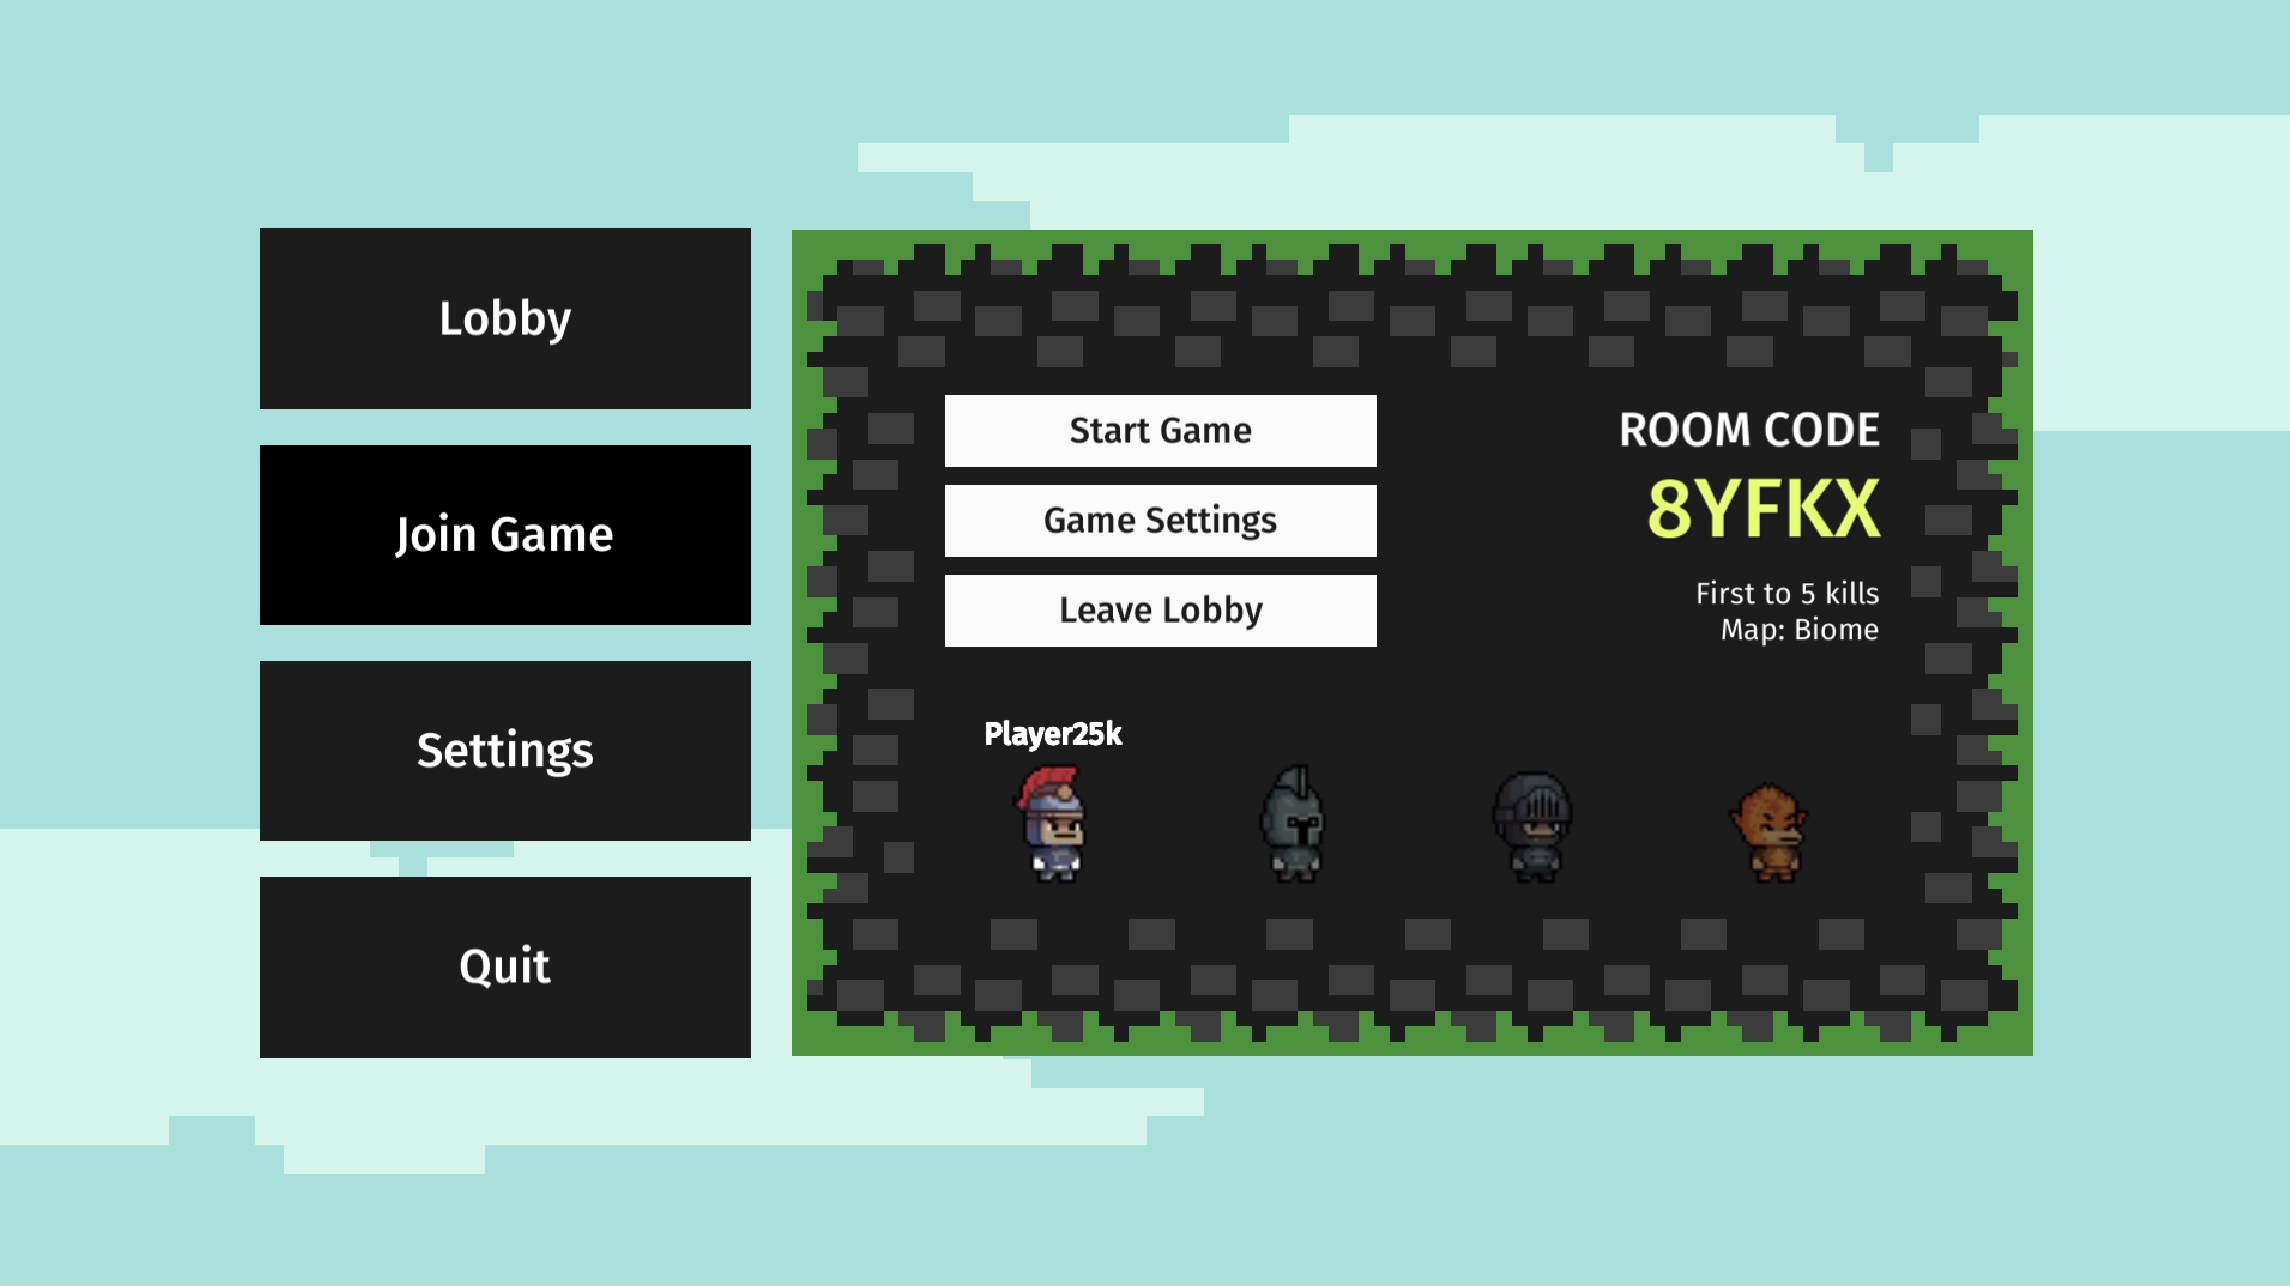 Lobby
Join Game
Settings
Quit
Start Game
Game Settings
Leave Lobby
ROOM CODE
8YFKX
First to 5 kills
Map: Biome
Player25k